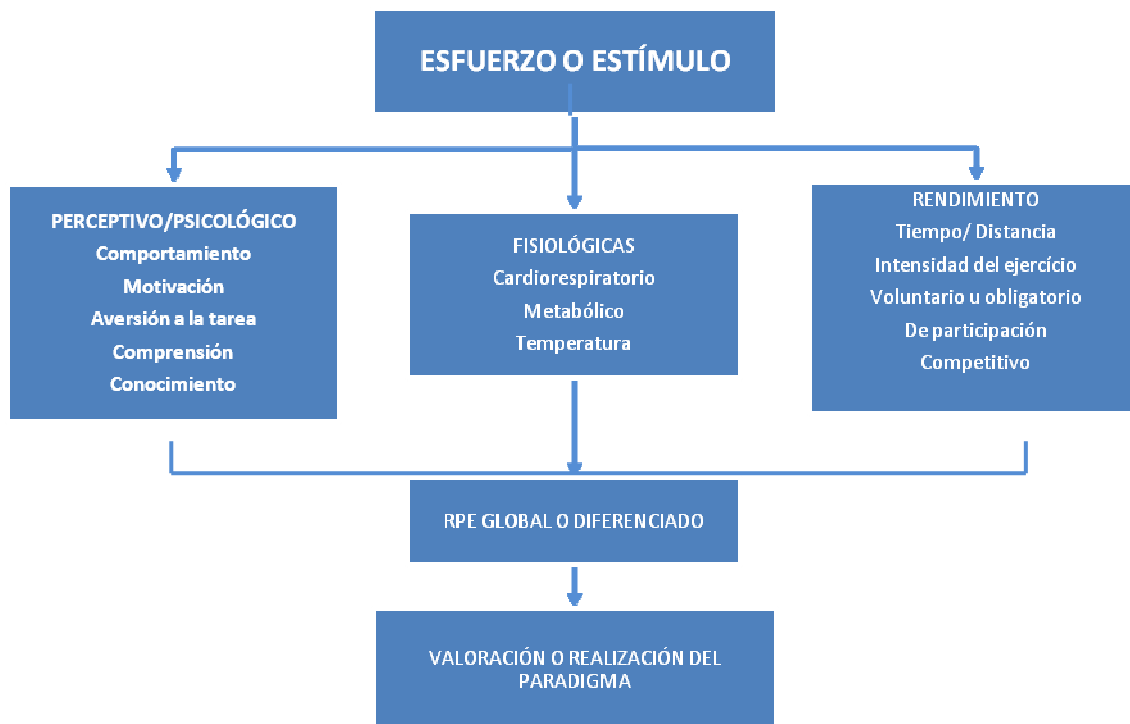 ESFUERZO O ESTÍMULO
PERCEPTIVO/PSICOLÓGICO
Comportamiento
Motivación
Aversión a la tarea
Comprensión
Conocimiento
FISIOLÓGICAS
Cardiorespiratorio
Metabólico
Temperatura
RENDIMIENTO
Tiempo/ Distancia
Intensidad del ejercício
Voluntario u obligatorio
De participación
Competitivo
RPE GLOBAL O DIFERENCIADO
VALORACIÓN O REALIZACIÓN DEL
PARADIGMA